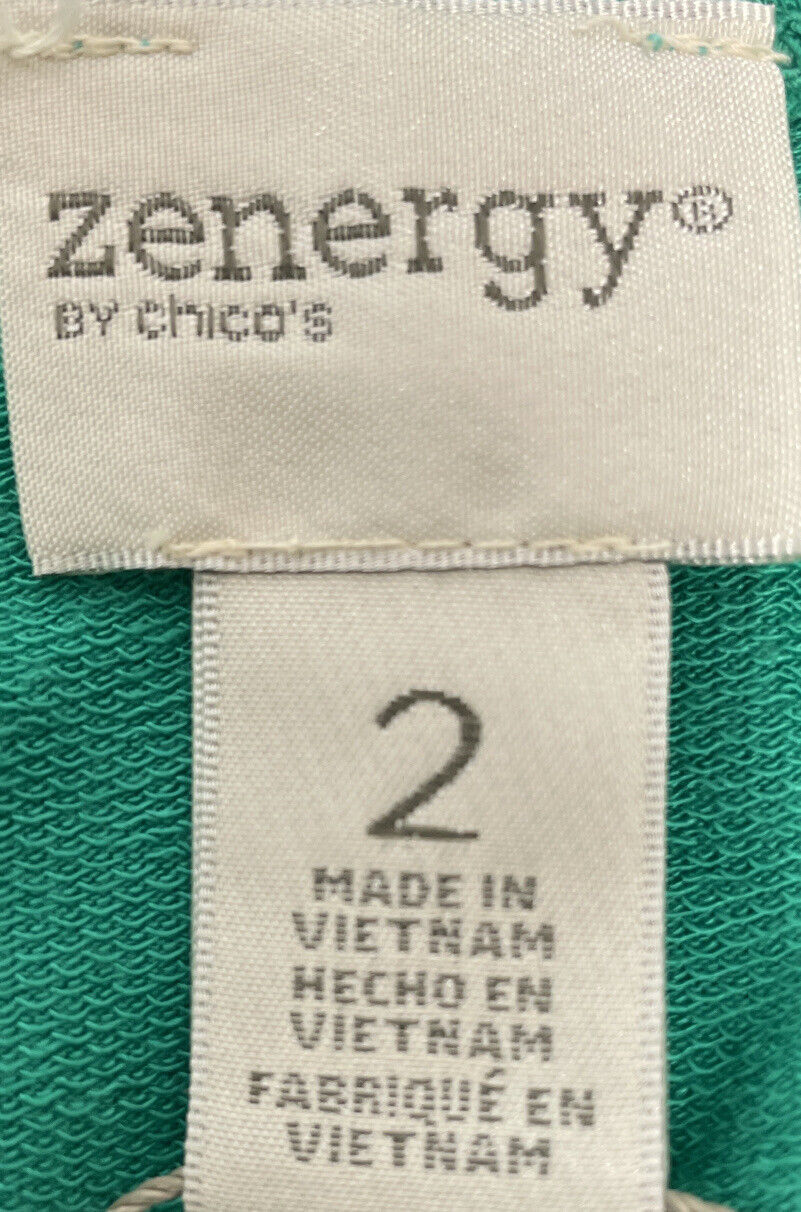 zenergy®
BY chico's
2
MADE IN
VIETNAM
HECHO EN
VIETNAM
FABRIQUÉ EN
VIETNAM